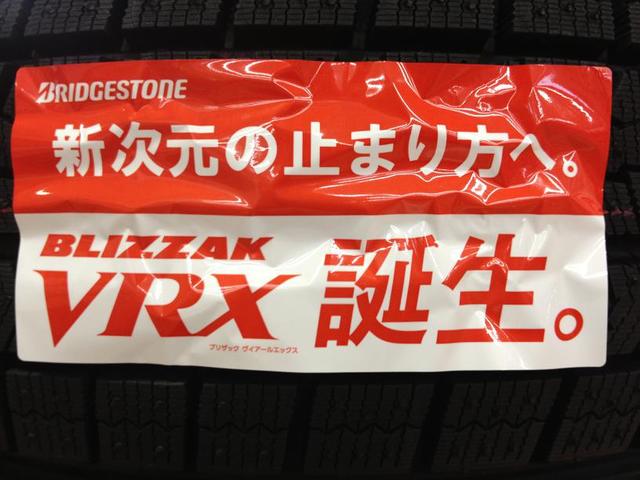 BRIDGESTONE
新次元の止まり方へ。
BLIZZAK
VRX 誕生。
ブリザック ヴィアールエックス